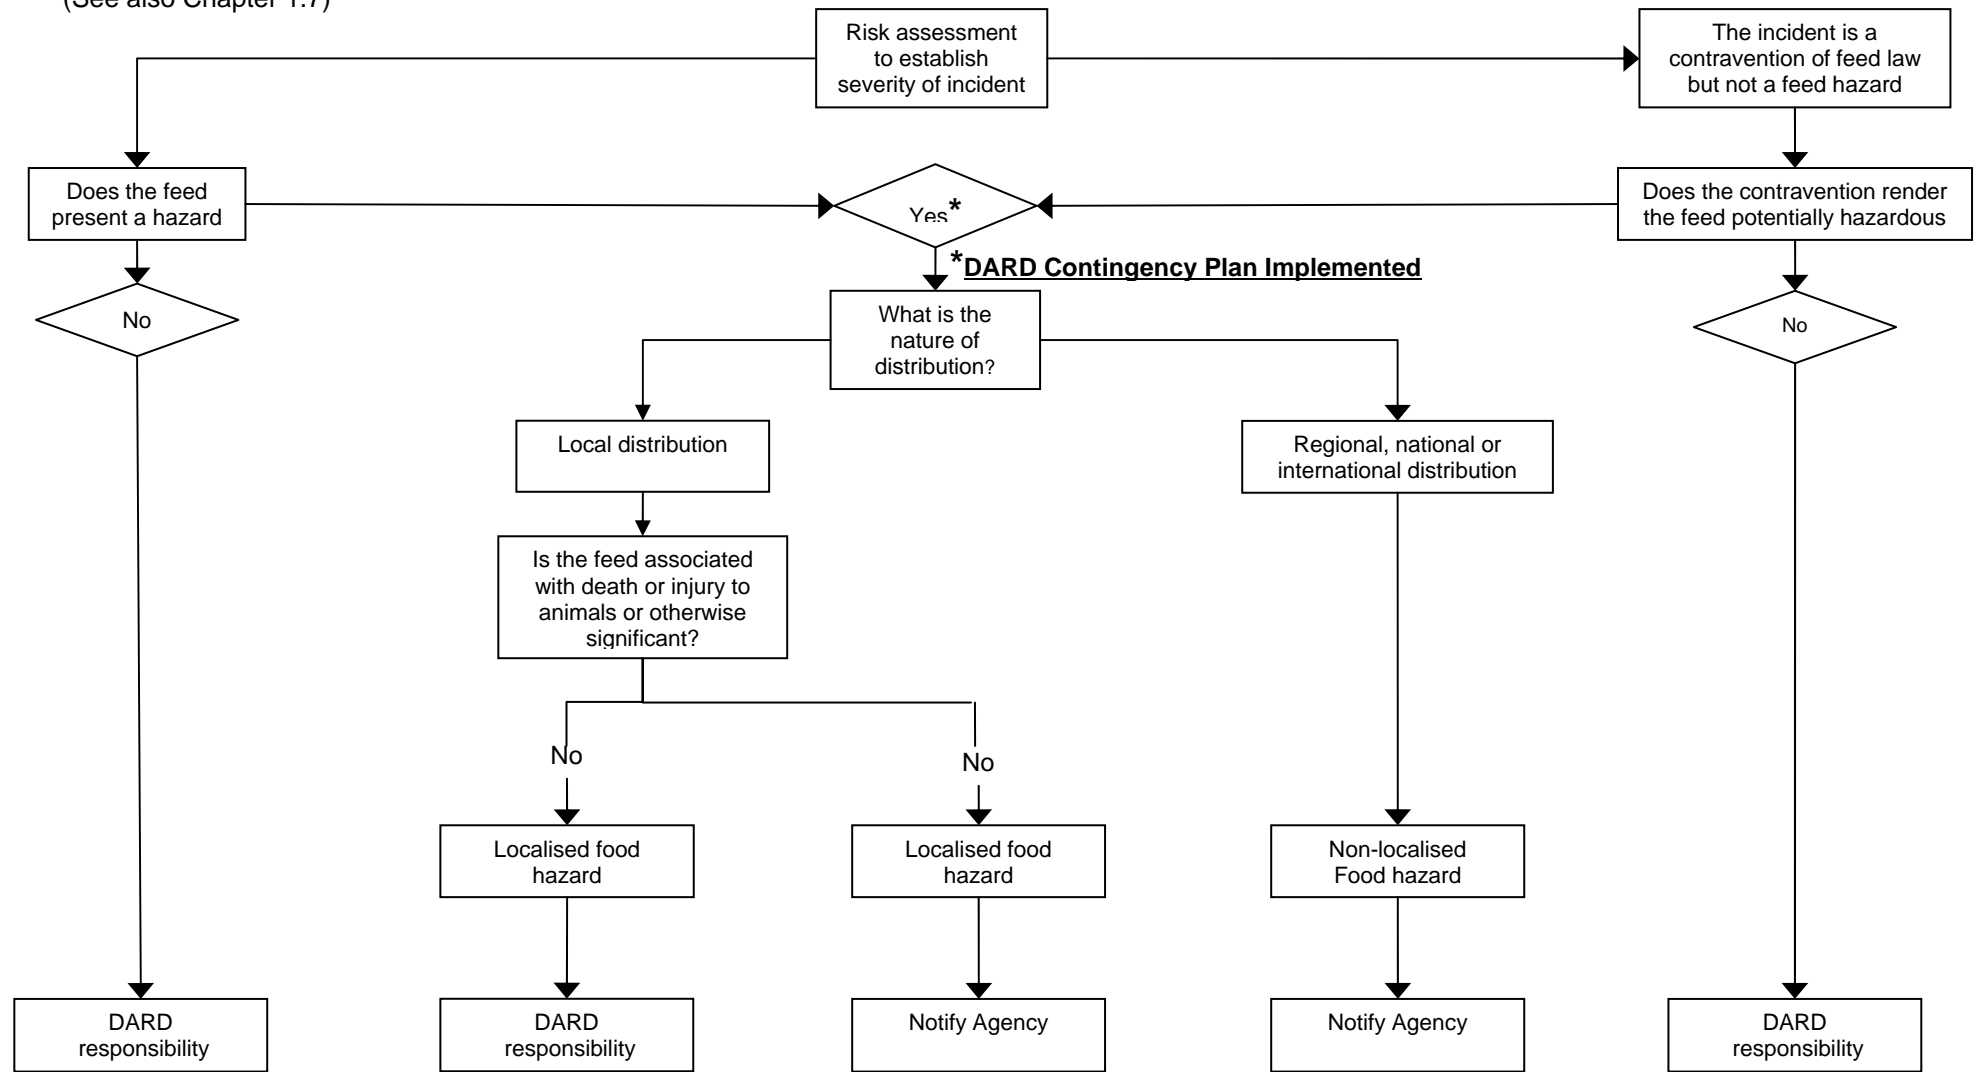 (See also Chapter 1.7)
Risk assessment
to establish
severity of incident
The incident is a
contravention of feed law
but not a feed hazard
Does the feed
present a hazard
Yes*
Does the contravention render
the feed potentially hazardous
*DARD Contingency Plan Implemented
No
What is the
nature of
distribution?
No
Local distribution
Regional, national or
international distribution
Is the feed associated
with death or injury to
animals or otherwise
significant?
No
No
Localised food
hazard
Localised food
hazard
Non-localised
Food hazard
DARD
responsibility
DARD
responsibility
Notify Agency
Notify Agency
DARD
responsibility